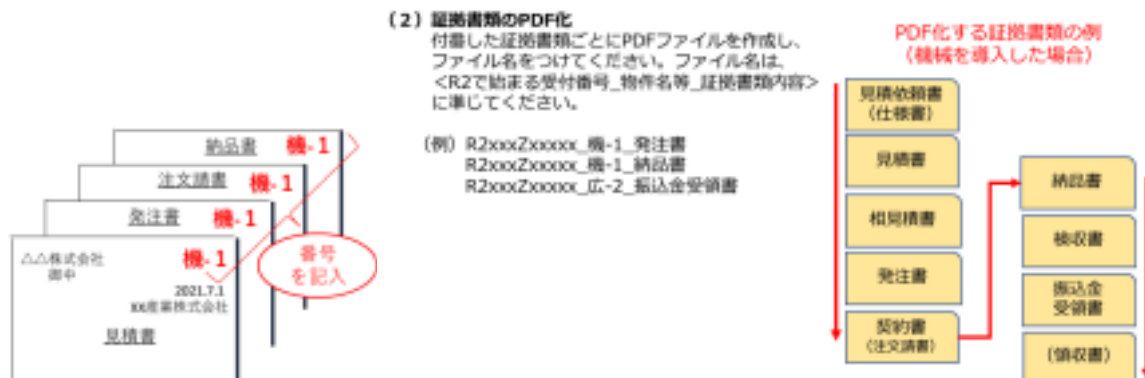 (2)証拠書類のPDF化
付番した証拠書類ごとにPDFファイルを作成し、
ファイル名をつけてください。ファイル名は、
<R2で始まる受付番号_物件名等_証拠書類内容>
に準じてください。
(例)R2xxxZxxxxx_機-1_発注書
R2xxxZxxxxx_機-1_納品書
R2xxxZxxxxx_広-2_振込金受領書
納品書 機-1
注文請書 機-1
発注書 機-1
△△株式会社 機-1
御中
2021.7.1
xx産業株式会社
見積書
番号
を記入
PDF化する証拠書類の例
(機械を導入した場合)
見積依頼書
(仕様書)
見積書
相見積書
発注書
契約書
(注文請書)
納品書
検収書
振込金
受領書
(領収書)